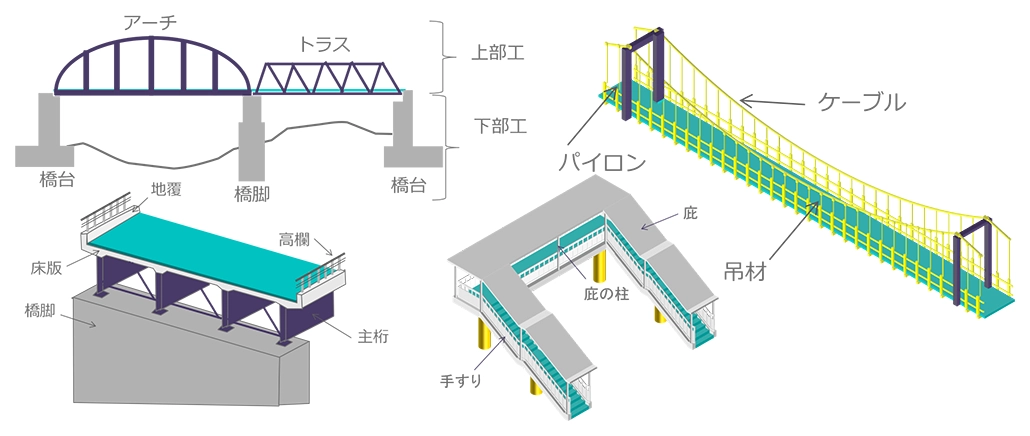 アーチ
トラス
上部工
下部工
橋台
橋脚
橋台
地覆
高欄
床版
橋脚
主桁
庇
庇の柱
手すり
ケーブル
パイロン
吊材